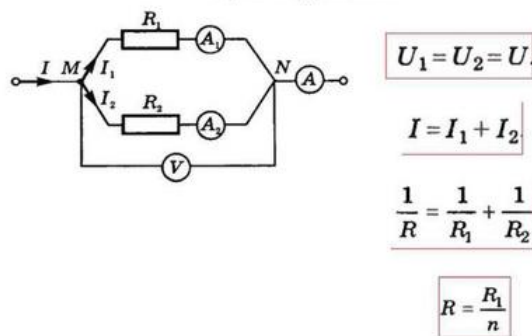 R₁
A₁
I M I₁ N A
I₂
R₂
A₂
V
U₁ = U₂ = U.
I = I₁ + I₂
1/R = 1/R₁ + 1/R₂
R = R₁/n